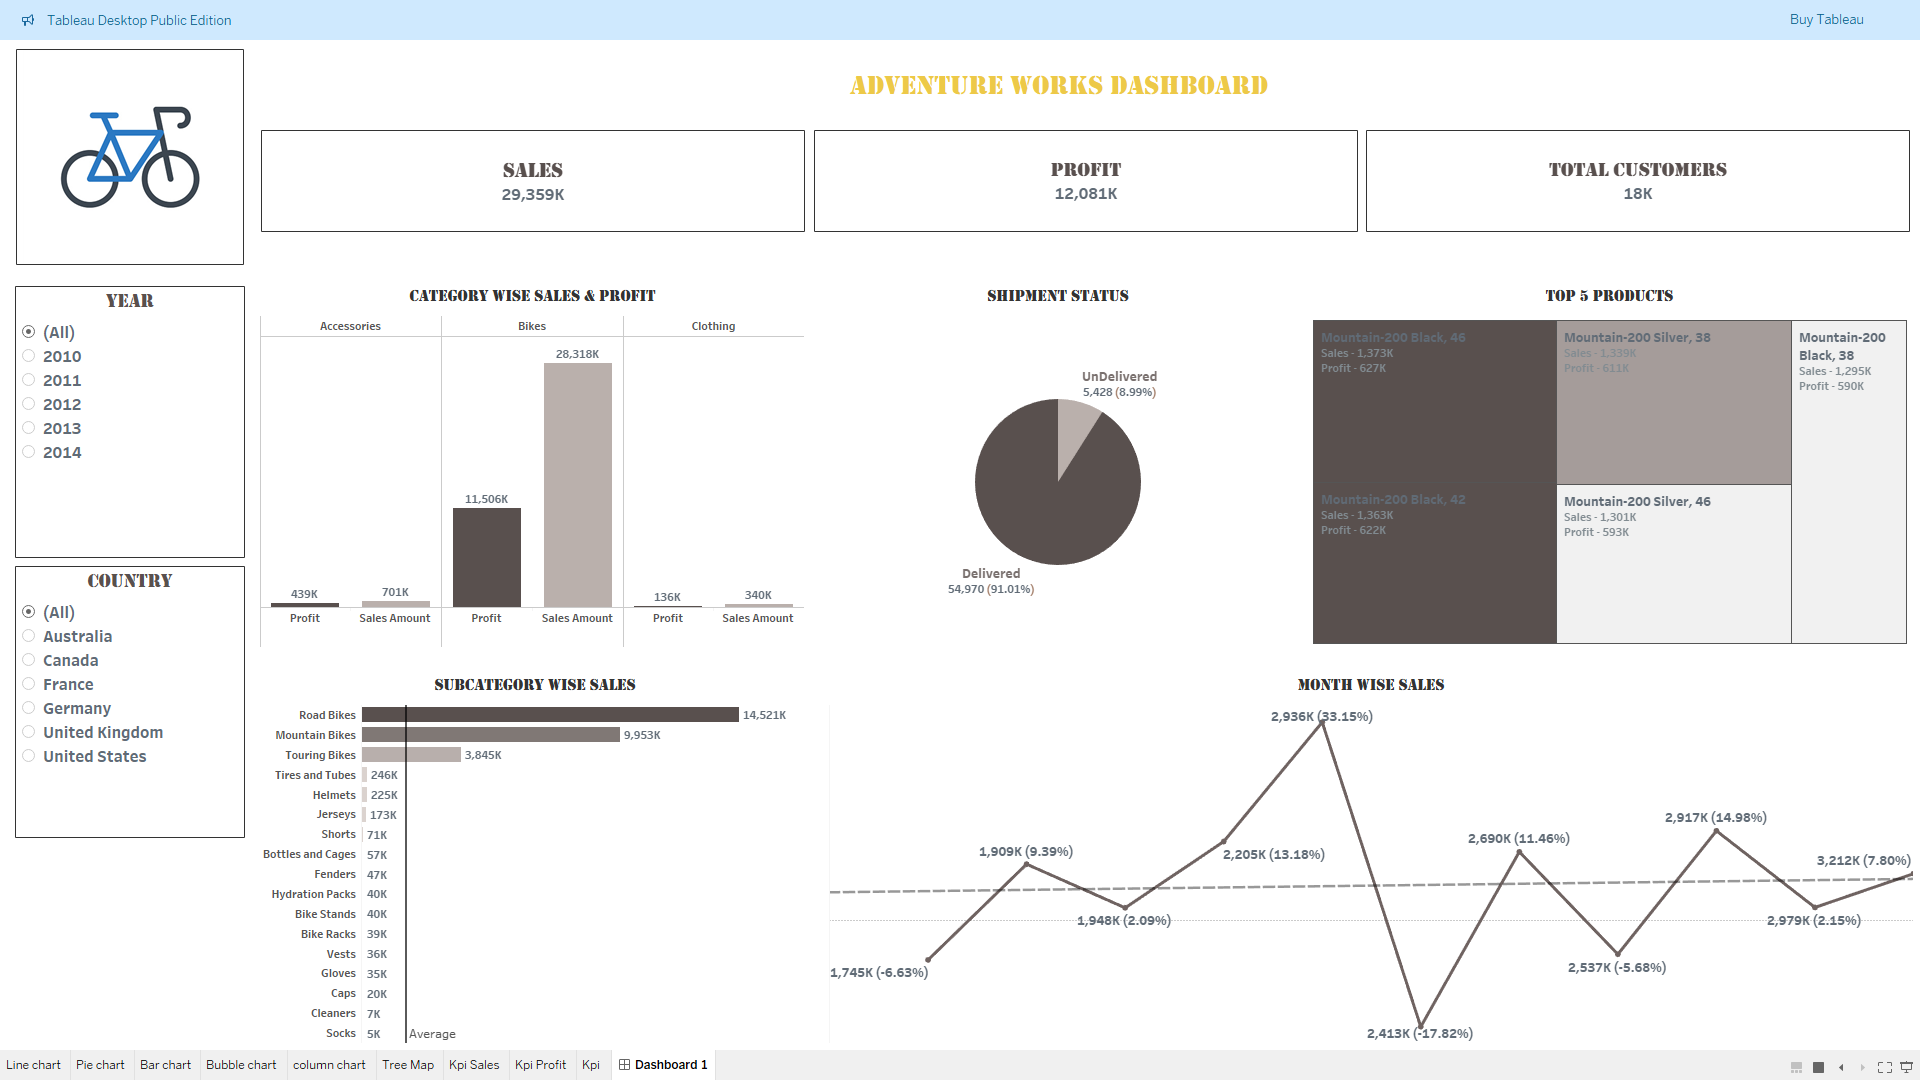 Tableau Desktop Public Edition
Buy Tableau
ADVENTURE WORKS DASHBOARD
SALES
29,359K
PROFIT
12,081K
TOTAL CUSTOMERS
18K
YEAR
(All)
2010
2011
2012
2013
2014
COUNTRY
(All)
Australia
Canada
France
Germany
United Kingdom
United States
CATEGORY WISE SALES & PROFIT
Accessories
Bikes
Clothing
439K
701K
11,506K
28,318K
136K
340K
Profit
Sales Amount
Profit
Sales Amount
Profit
Sales Amount
SHIPMENT STATUS
UnDelivered
5,428 (8.99%)
Delivered
54,970 (91.01%)
TOP 5 PRODUCTS
Mountain-200 Black, 46
Sales - 1,373K
Profit - 627K
Mountain-200 Silver, 38
Sales - 1,339K
Profit - 611K
Mountain-200
Black, 38
Sales - 1,295K
Profit - 590K
Mountain-200 Black, 42
Sales - 1,363K
Profit - 622K
Mountain-200 Silver, 46
Sales - 1,301K
Profit - 593K
SUBCATEGORY WISE SALES
Road Bikes 14,521K
Mountain Bikes 9,953K
Touring Bikes 3,845K
Tires and Tubes 246K
Helmets 225K
Jerseys 173K
Shorts 71K
Bottles and Cages 57K
Fenders 47K
Hydration Packs 40K
Bike Stands 40K
Bike Racks 39K
Vests 36K
Gloves 35K
Caps 20K
Cleaners 7K
Socks 5K
Average
MONTH WISE SALES
1,745K (-6.63%)
1,909K (9.39%)
1,948K (2.09%)
2,205K (13.18%)
2,936K (33.15%)
2,413K (-17.82%)
2,690K (11.46%)
2,537K (-5.68%)
2,917K (14.98%)
2,979K (2.15%)
3,212K (7.80%)
Line chart
Pie chart
Bar chart
Bubble chart
column chart
Tree Map
Kpi Sales
Kpi Profit
Kpi
Dashboard 1